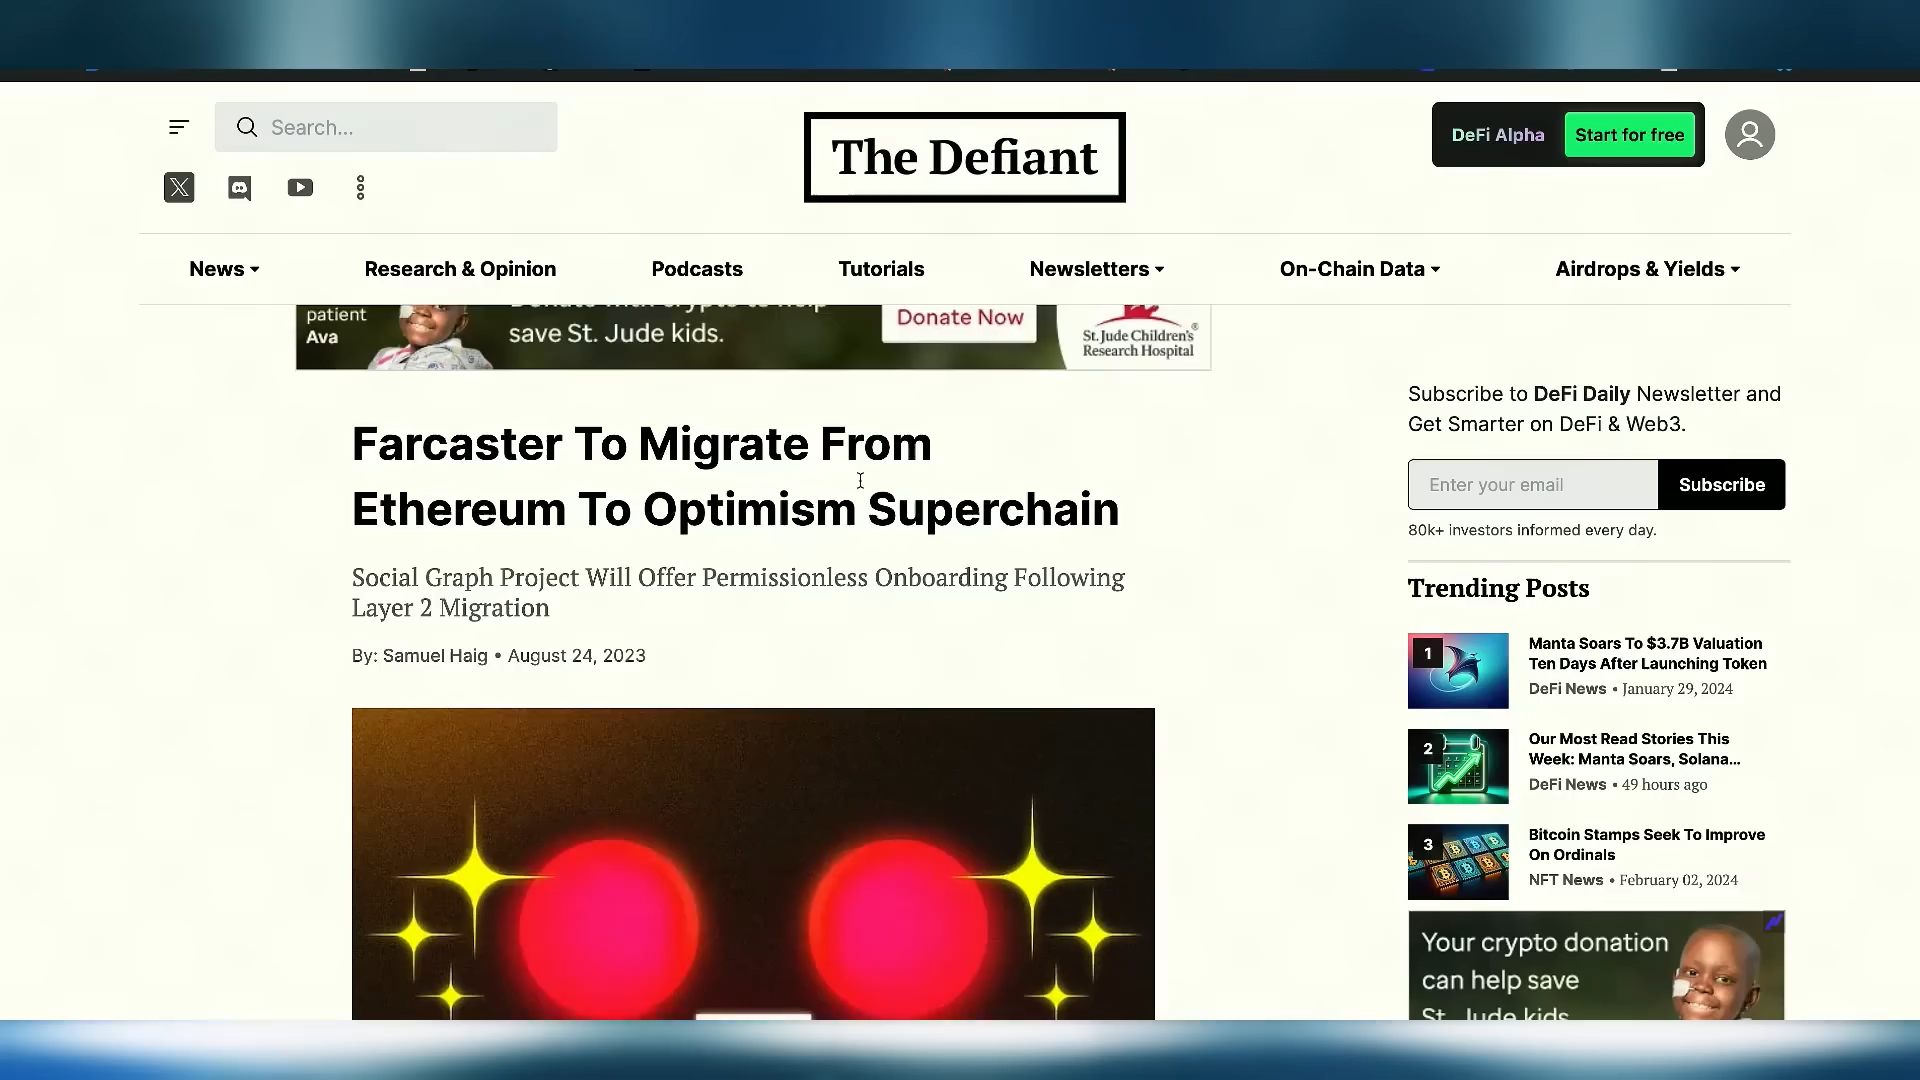 Search...
The Defiant
DeFi Alpha
Start for free
News
Research & Opinion
Podcasts
Tutorials
Newsletters
On-Chain Data
Airdrops & Yields
patient
Ava
save St. Jude kids.
Donate Now
St. Jude Children's
Research Hospital
Farcaster To Migrate From
Ethereum To Optimism Superchain
Social Graph Project Will Offer Permissionless Onboarding Following
Layer 2 Migration
By: Samuel Haig • August 24, 2023
Subscribe to DeFi Daily Newsletter and
Get Smarter on DeFi & Web3.
Enter your email
Subscribe
80k+ investors informed every day.
Trending Posts
1
Manta Soars To $3.7B Valuation
Ten Days After Launching Token
DeFi News • January 29, 2024
2
Our Most Read Stories This
Week: Manta Soars, Solana...
DeFi News • 49 hours ago
3
Bitcoin Stamps Seek To Improve
On Ordinals
NFT News • February 02, 2024
Your crypto donation
can help save
St. Jude kids